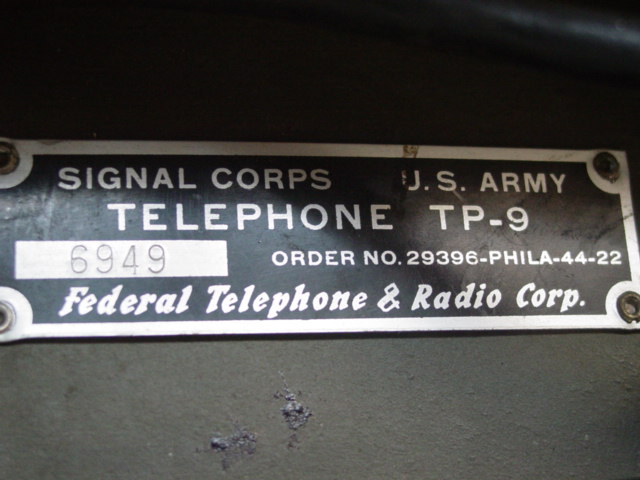 SIGNAL CORPS U.S. ARMY
TELEPHONE TP-9
6949 ORDER NO. 29396-PHILA-44-22
Federal Telephone & Radio Corp.